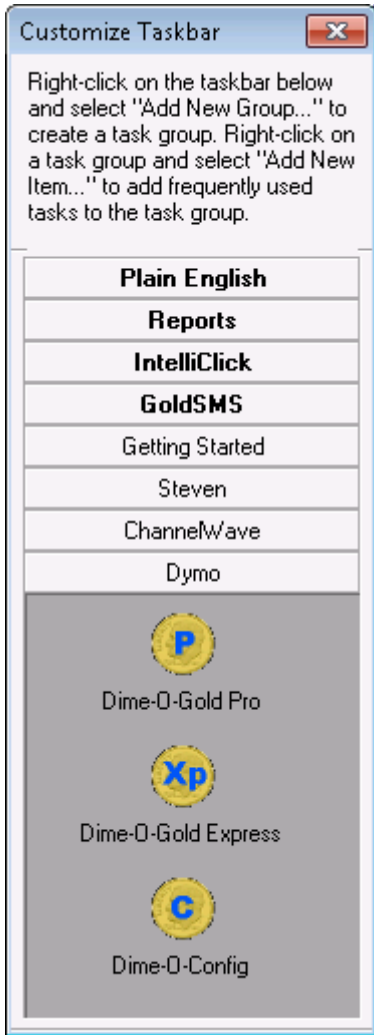 Customize Taskbar
Right-click on the taskbar below
and select "Add New Group..." to
create a task group. Right-click on
a task group and select "Add New
Item..." to add frequently used
tasks to the task group.
Plain English
Reports
IntelliClick
GoldSMS
Getting Started
Steven
ChannelWave
Dymo
P
Dime-O-Gold Pro
Xp
Dime-O-Gold Express
C
Dime-O-Config